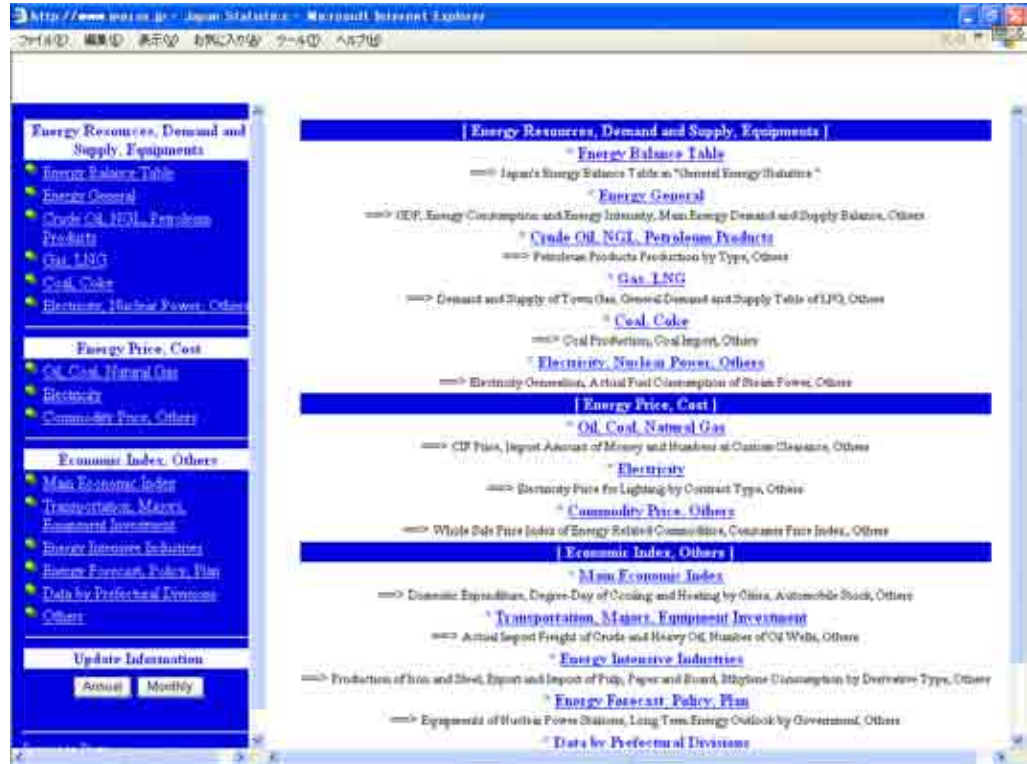 Japan Statistics - Microsoft Internet Explorer
ファイル(F) 編集(E) 表示(V) お気に入り(A) ツール(T) ヘルプ(H)
Energy Resources, Demand and
Supply, Equipments
Energy Balance Table
Energy General
Crude Oil, NGL, Petroleum
Products
Gas, LNG
Coal, Coke
Electricity, Nuclear Power, Others
Energy Price, Cost
Oil, Coal, Natural Gas
Electricity
Commodity Price, Others
Economic Index, Others
Main Economic Index
Transportation, Majors,
Equipment Investment
Energy Intensive Industries
Energy Forecast, Policy, Plan
Data by Prefectural Divisions
Others
Update Information
Annual Monthly
[ Energy Resources, Demand and Supply, Equipments ]
* Energy Balance Table
===> Japan's Energy Balance Table in "General Energy Statistics "
* Energy General
===> GDP, Energy Consumption and Energy Intensity, Main Energy Demand and Supply Balance, Others
* Crude Oil, NGL, Petroleum Products
===> Petroleum Products Production by Type, Others
* Gas, LNG
===> Demand and Supply of Town Gas, General Demand and Supply Table of LPG, Others
* Coal, Coke
===> Coal Production, Coal Import, Others
* Electricity, Nuclear Power, Others
===> Electricity Generation, Actual Fuel Consumption of Steam Power, Others
[ Energy Price, Cost ]
* Oil, Coal, Natural Gas
===> CIF Price, Import Amount of Money and Numbers at Custom Clearance, Others
* Electricity
===> Electricity Price for Lighting by Contract Type, Others
* Commodity Price, Others
===> Whole Sale Price Index of Energy Related Commodities, Consumer Price Index, Others
[ Economic Index, Others ]
* Main Economic Index
===> Domestic Expenditure, Degree-Day of Cooling and Heating by Cities, Automobile Stock, Others
* Transportation, Majors, Equipment Investment
===> Actual Import Freight of Crude and Heavy Oil, Number of Oil Wells, Others
* Energy Intensive Industries
===> Production of Iron and Steel, Export and Import of Pulp, Paper and Board, Ethylene Consumption by Derivative Type, Others
* Energy Forecast, Policy, Plan
===> Equipments of Nuclear Power Stations, Long Term Energy Outlook by Government, Others
* Data by Prefectural Divisions